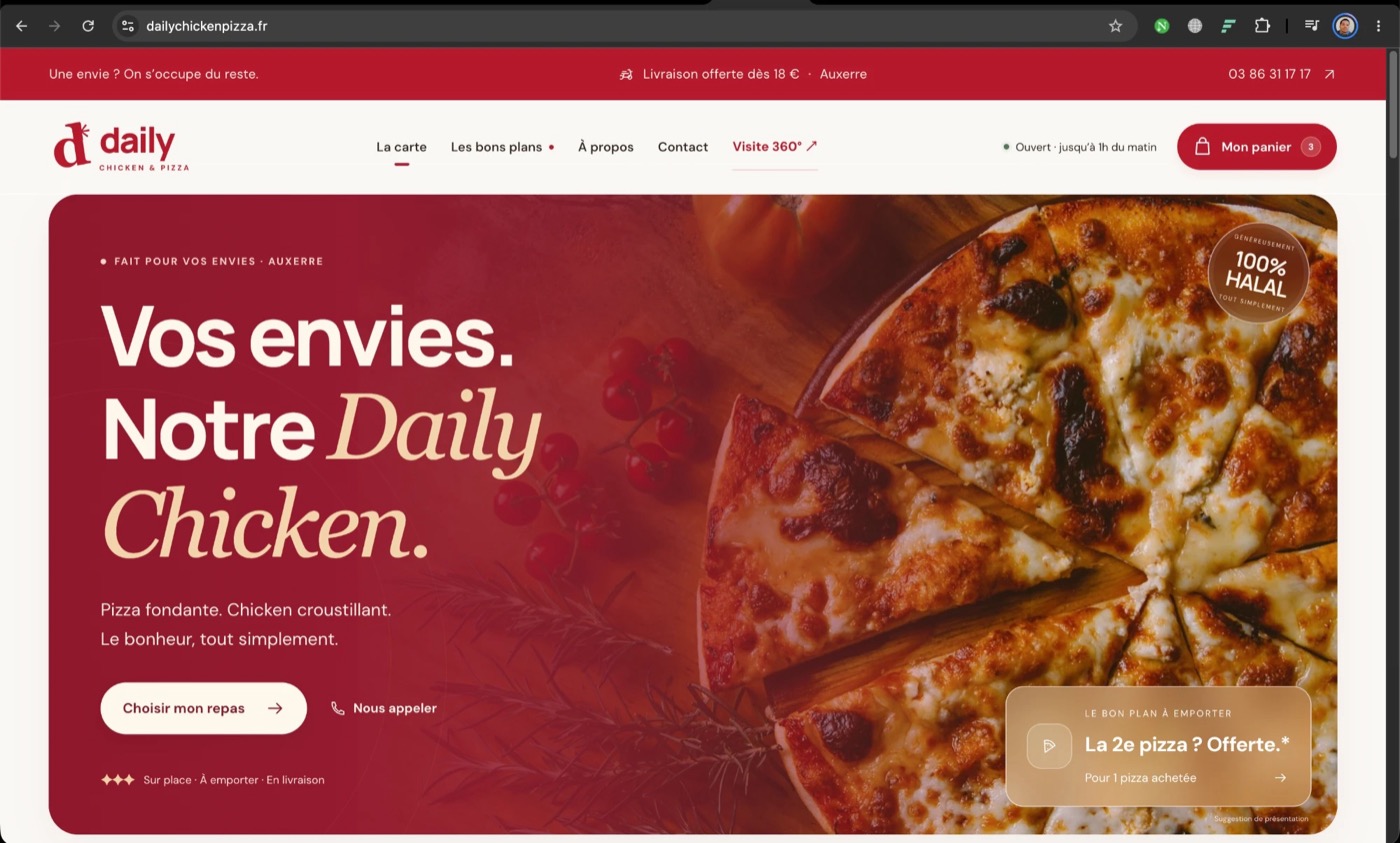 dailychickenpizza.fr
Une envie ? On s’occupe du reste.
Livraison offerte dès 18 € · Auxerre
03 86 31 17 17
d daily
CHICKEN & PIZZA
La carte
Les bons plans
À propos
Contact
Visite 360°
Ouvert · jusqu’à 1h du matin
Mon panier 3
FAIT POUR VOS ENVIES · AUXERRE
Vos envies.
Notre Daily
Chicken.
Pizza fondante. Chicken croustillant.
Le bonheur, tout simplement.
Choisir mon repas
Nous appeler
Sur place · À emporter · En livraison
GÉNÉREUSEMENT
100%
HALAL
TOUT SIMPLEMENT
LE BON PLAN À EMPORTER
La 2e pizza ? Offerte.*
Pour 1 pizza achetée
Suggestion de présentation